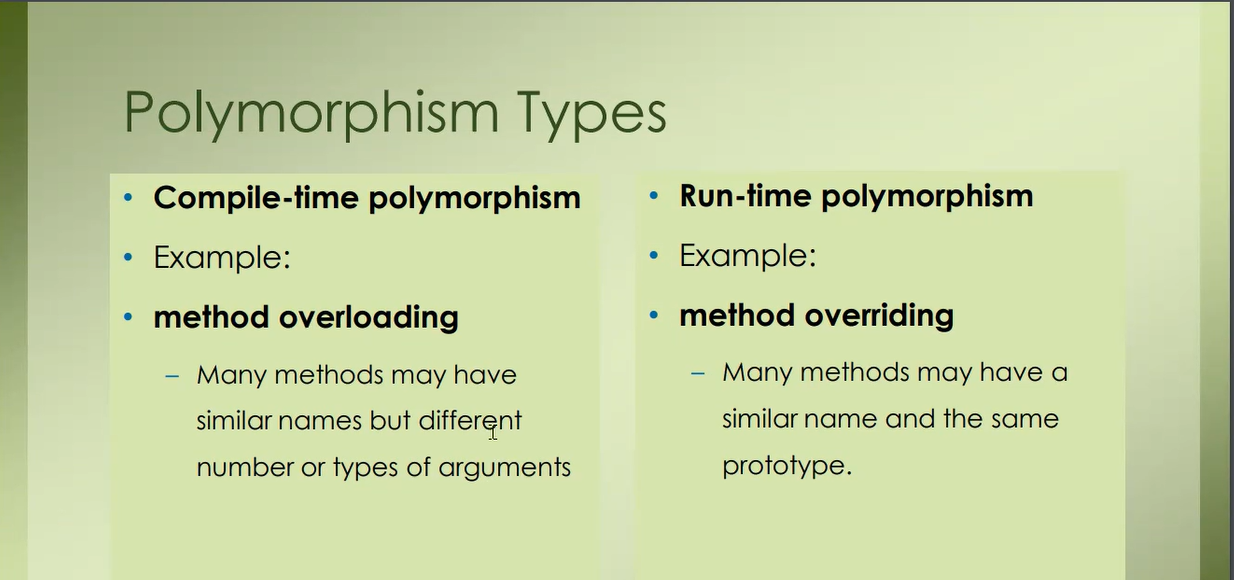 Polymorphism Types
• Compile-time polymorphism
• Example:
• method overloading
– Many methods may have
similar names but different
number or types of arguments
• Run-time polymorphism
• Example:
• method overriding
– Many methods may have a
similar name and the same
prototype.